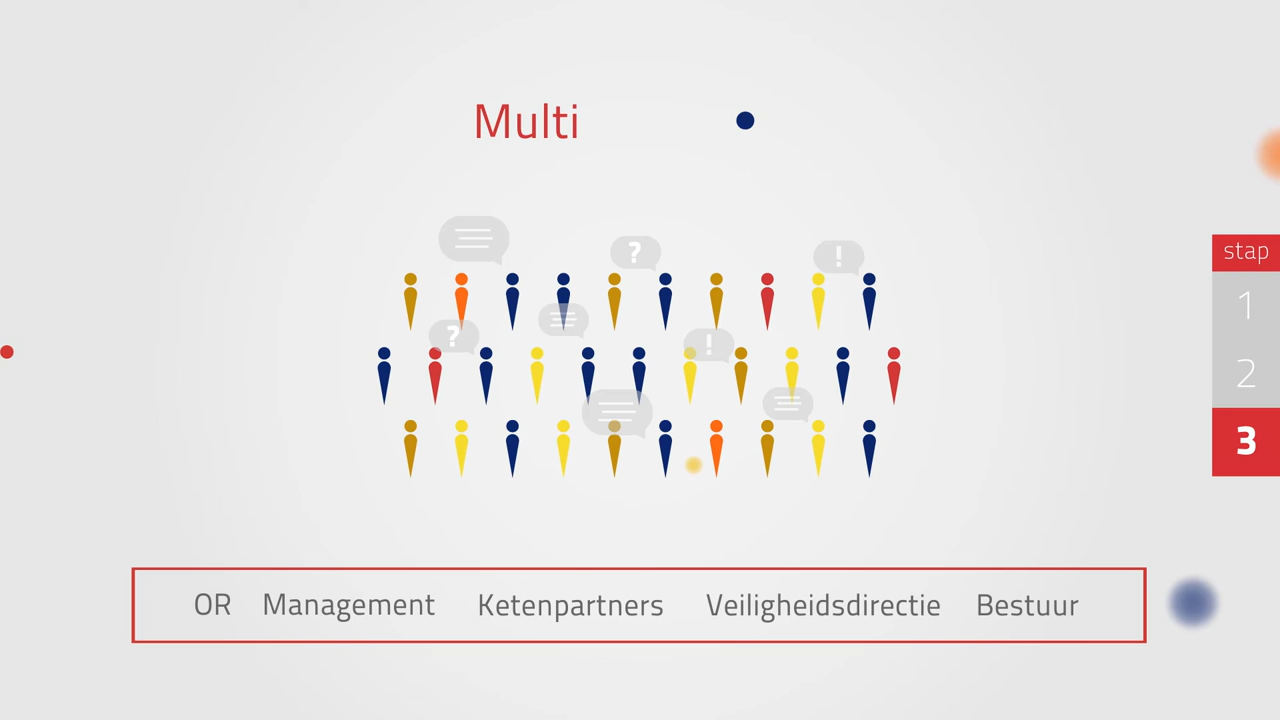 Multi
?
!
?
!
stap
1
2
3
OR Management Ketenpartners Veiligheidsdirectie Bestuur